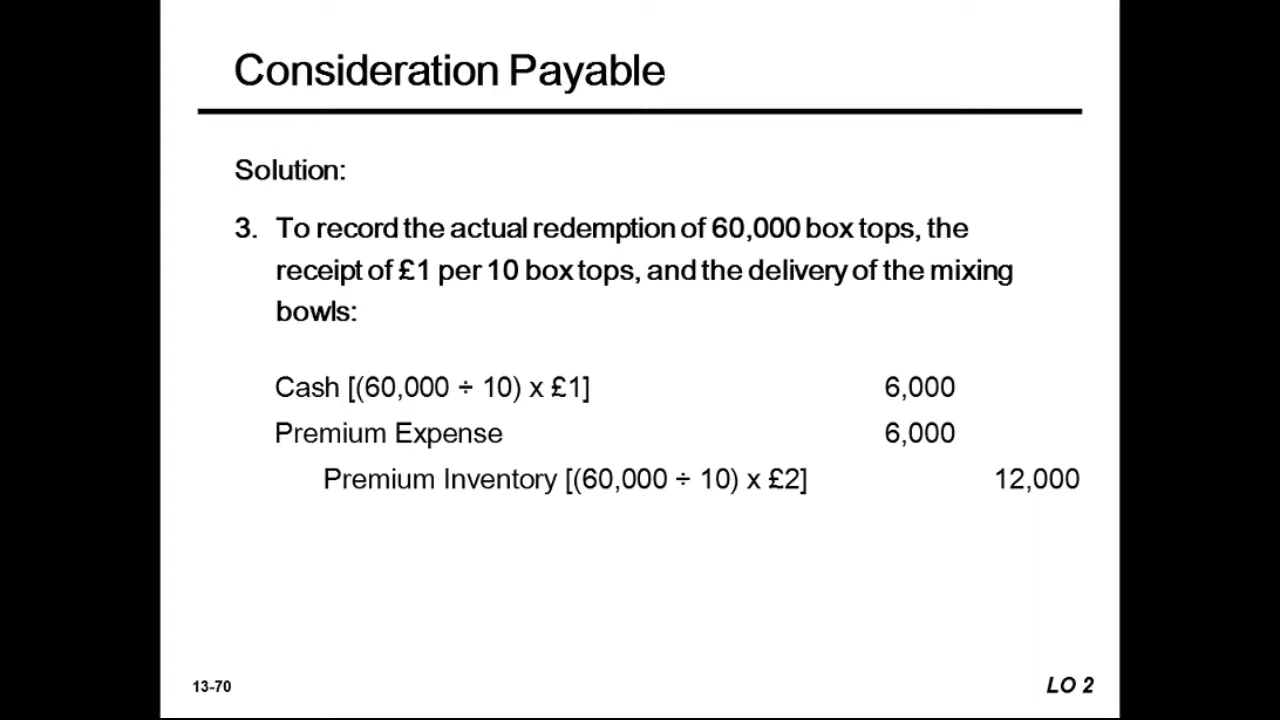 Consideration Payable
Solution:
3. To record the actual redemption of 60,000 box tops, the
receipt of £1 per 10 box tops, and the delivery of the mixing
bowls:
Cash [(60,000 ÷ 10) x £1] 6,000
Premium Expense 6,000
Premium Inventory [(60,000 ÷ 10) x £2] 12,000
13-70 LO 2